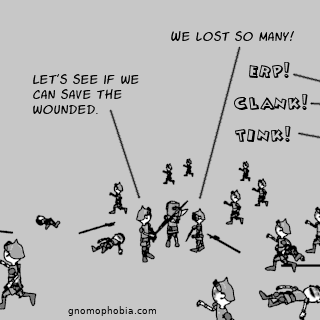 WE LOST SO MANY!
ERP!
LET'S SEE IF WE
CAN SAVE THE
WOUNDED.
CLANK!
TINK!
gnomophobia.com